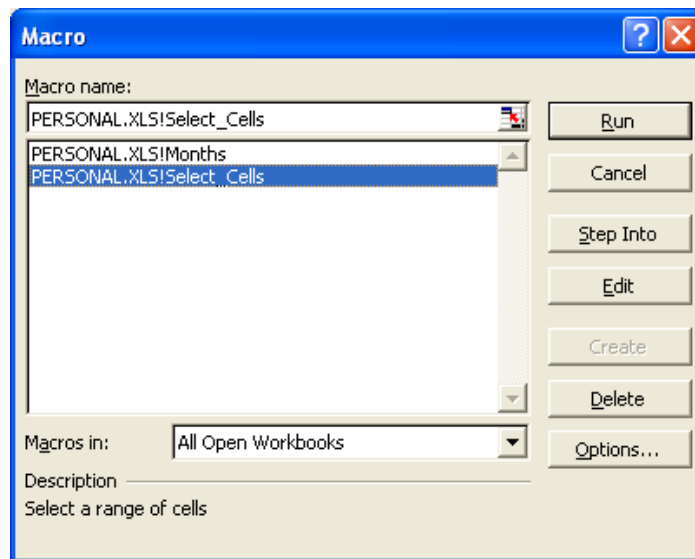 Macro
?
Macro name:
PERSONAL.XLS!Select_Cells
Run
PERSONAL.XLS!Months
PERSONAL.XLS!Select_Cells
Cancel
Step Into
Edit
Create
Delete
Macros in:
All Open Workbooks
Options...
Description
Select a range of cells